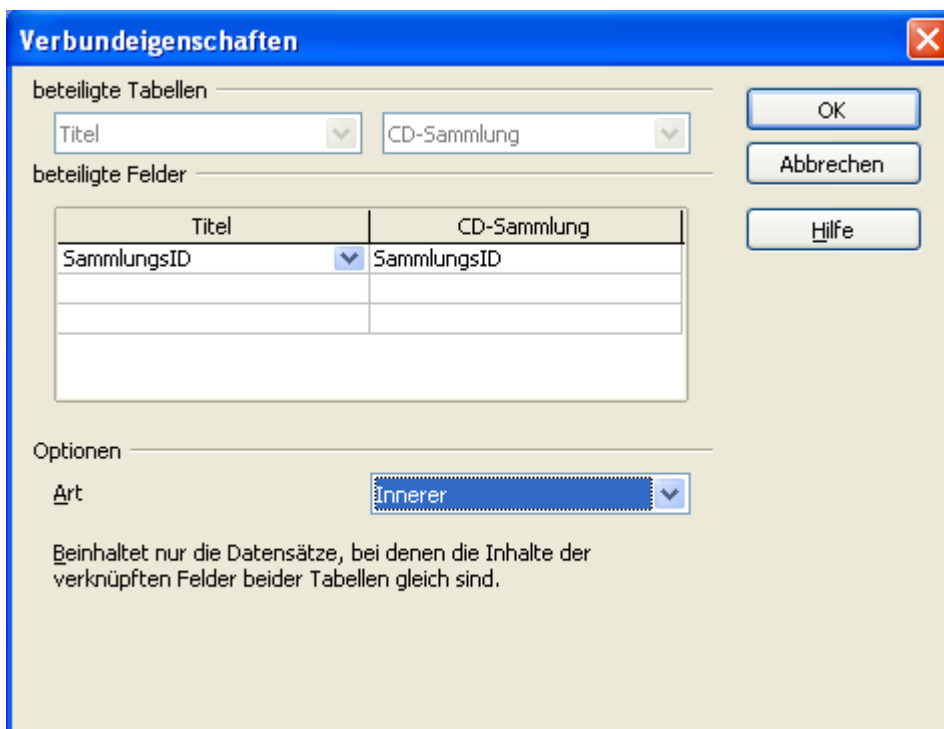 Verbundeigenschaften
beteiligte Tabellen
Titel CD-Sammlung
beteiligte Felder
Titel CD-Sammlung
SammlungsID SammlungsID
OK
Abbrechen
Hilfe
Optionen
Art Innerer
Beinhaltet nur die Datensätze, bei denen die Inhalte der
verknüpften Felder beider Tabellen gleich sind.